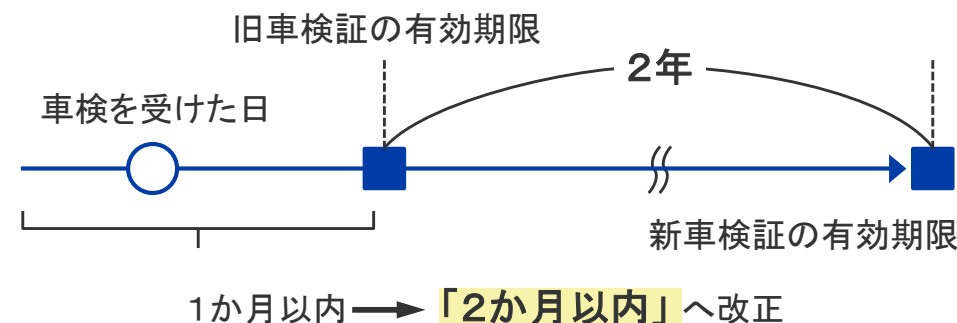 旧車検証の有効期限
2年
車検を受けた日
新車検証の有効期限
1か月以内 「2か月以内」へ改正